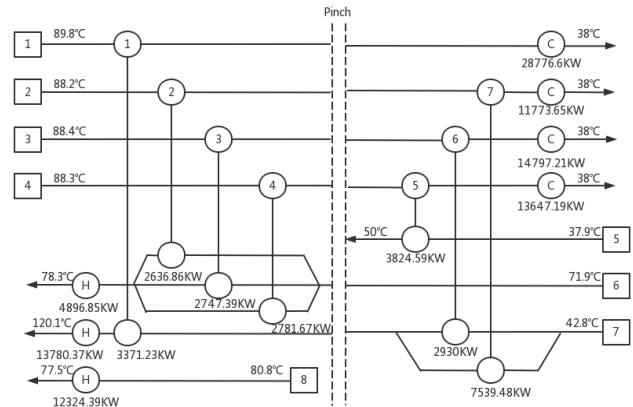 Pinch
1 89.8℃ 1 C 38℃
28776.6KW
2 88.2℃ 2 7 C 38℃
11773.65KW
3 88.4℃ 3 6 C 38℃
14797.21KW
4 88.3℃ 4 5 C 38℃
13647.19KW
50℃ 37.9℃ 5
3824.59KW
2636.86KW
78.3℃ H 71.9℃ 6
4896.85KW 2747.39KW
2781.67KW
120.1℃ H 42.8℃ 7
13780.37KW 3371.23KW 2930KW
77.5℃ H 80.8℃ 8
7539.48KW
12324.39KW